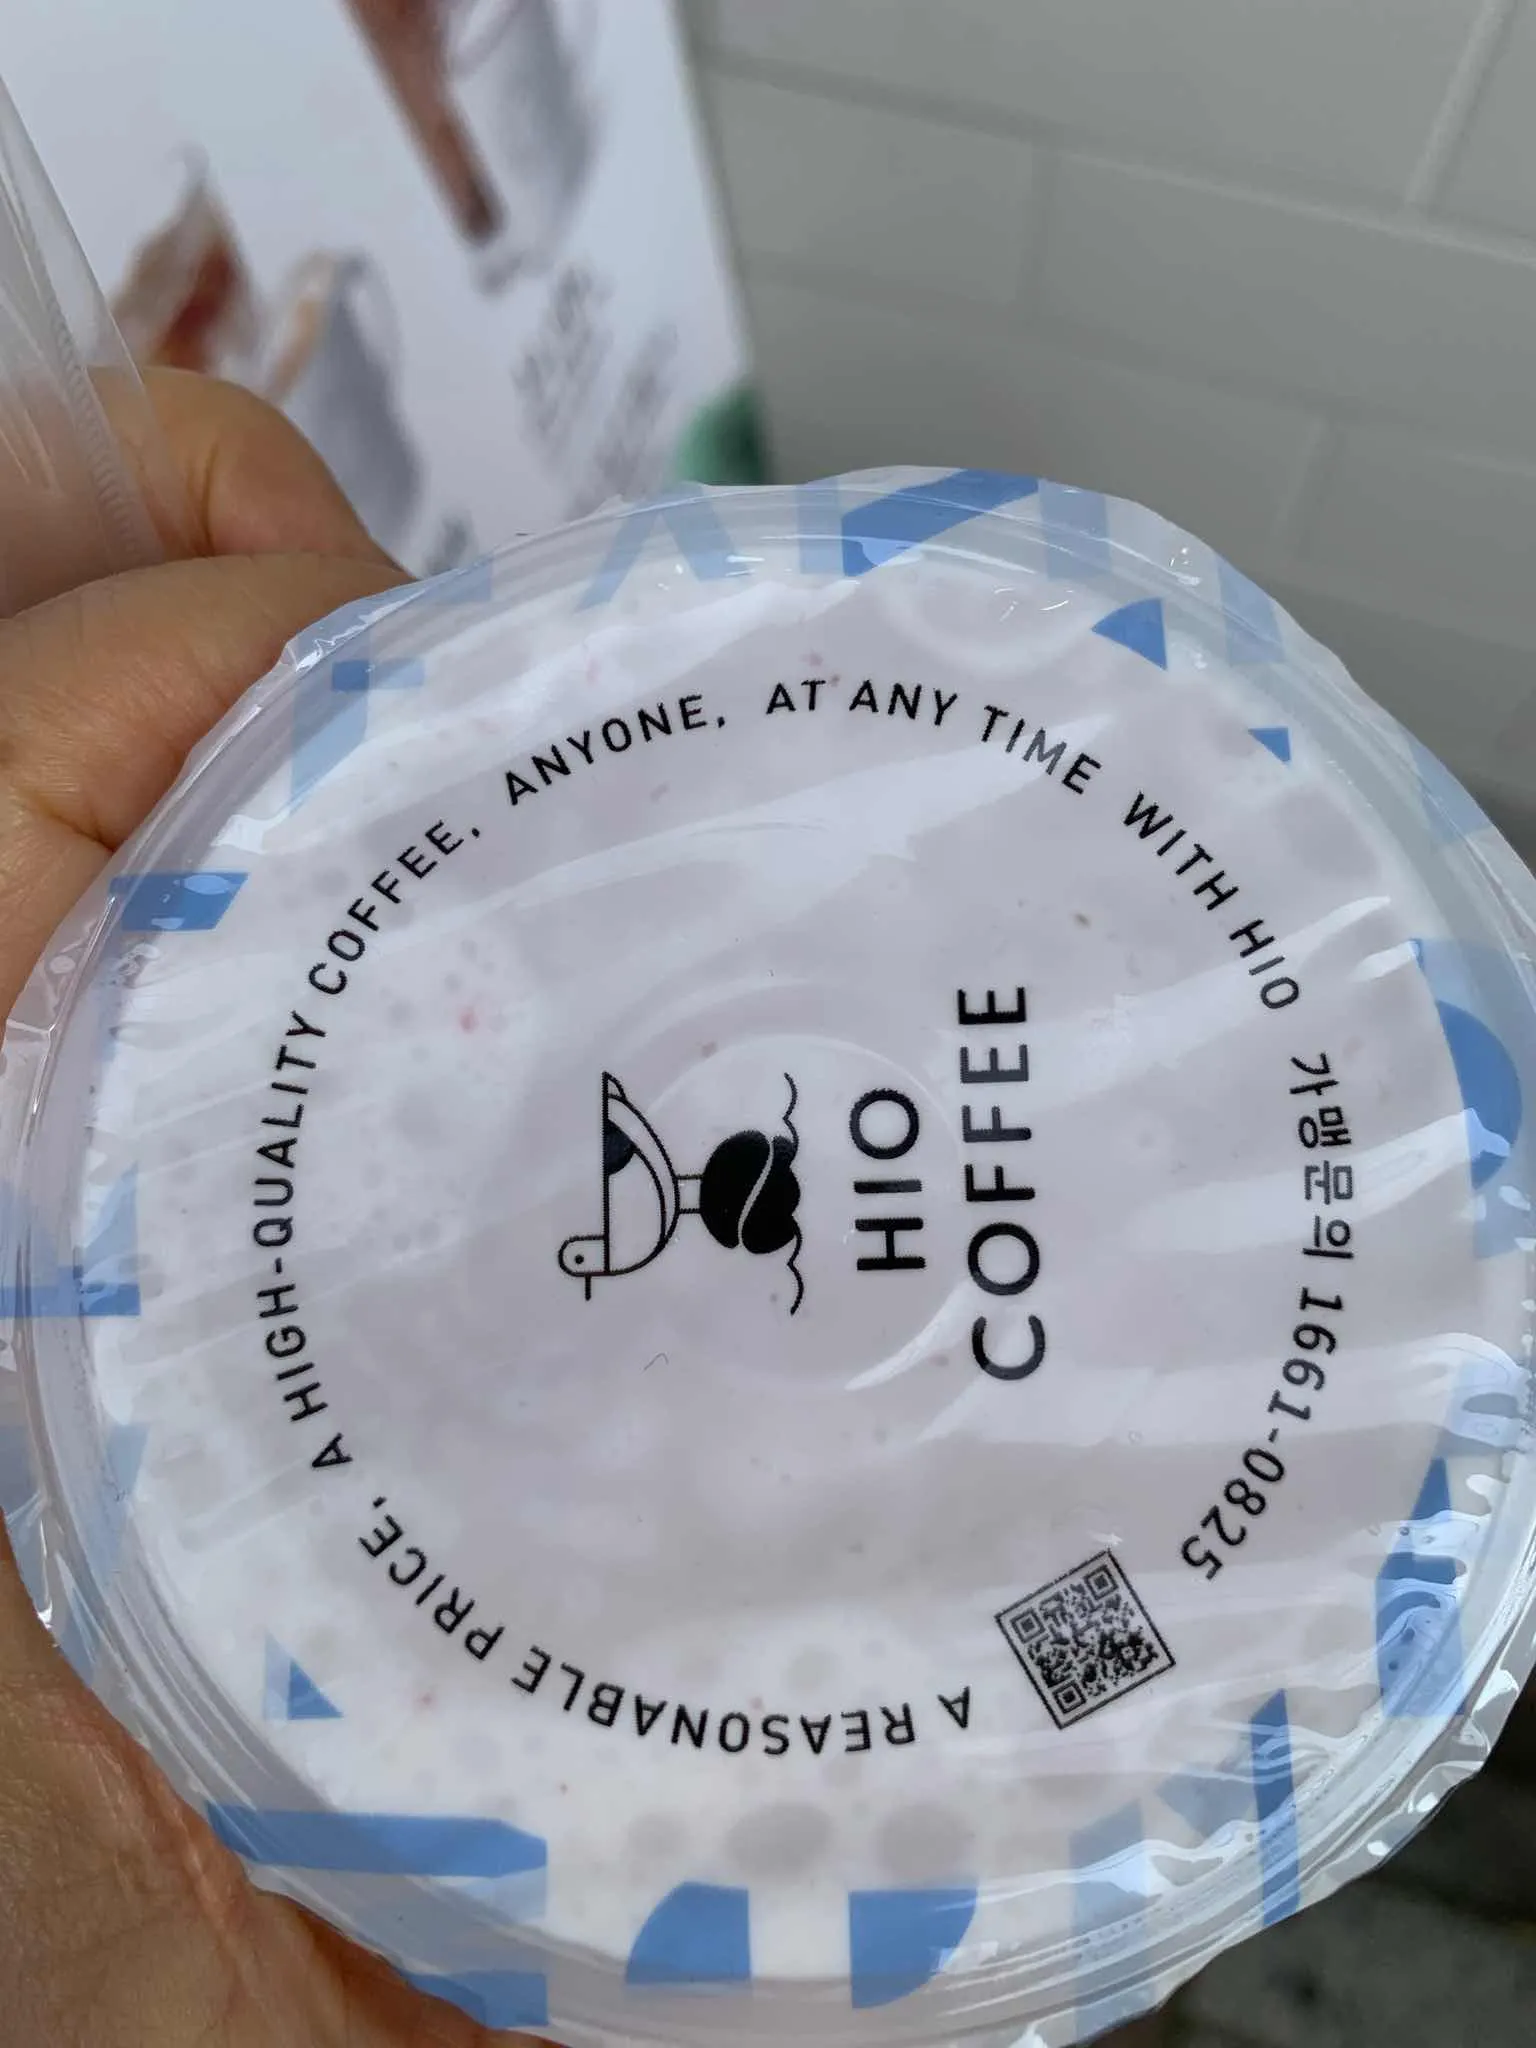 A REASONABLE PRICE, A HIGH-QUALITY COFFEE, ANYONE, AT ANY TIME WITH HIO
가맹문의 1661-0825
HIO
COFFEE